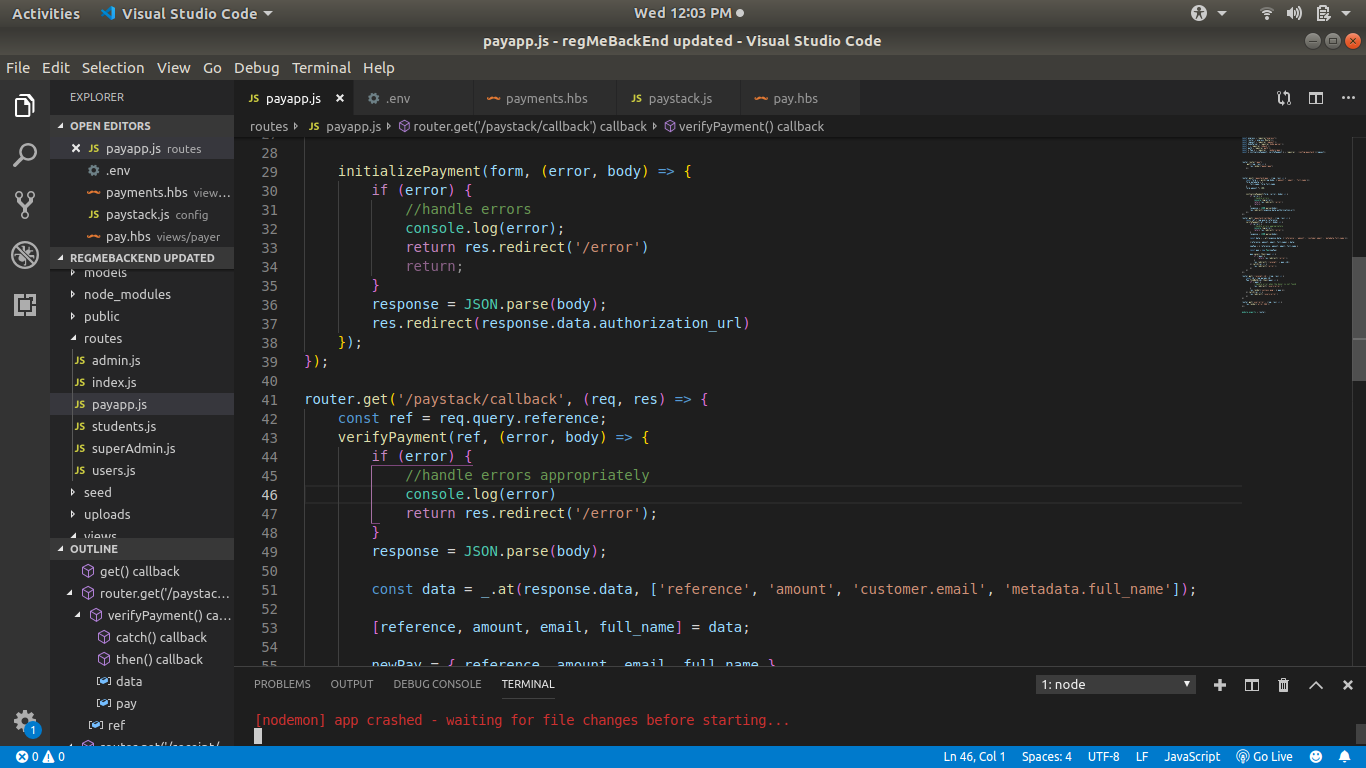 Activities Visual Studio Code Wed 12:03 PM
payapp.js - regMeBackEnd updated - Visual Studio Code
File Edit Selection View Go Debug Terminal Help
EXPLORER
OPEN EDITORS
payapp.js routes
.env
payments.hbs view...
paystack.js config
pay.hbs views/payer
REGMEBACKEND UPDATED
models
node_modules
public
routes
admin.js
index.js
payapp.js
students.js
superAdmin.js
users.js
seed
uploads
views
OUTLINE
get() callback
router.get('/paystac...
verifyPayment() ca...
catch() callback
then() callback
data
pay
ref
JS payapp.js .env payments.hbs JS paystack.js pay.hbs
routes JS payapp.js router.get('/paystack/callback') callback verifyPayment() callback
28
29 initializePayment(form, (error, body) => {
30 if (error) {
31 //handle errors
32 console.log(error);
33 return res.redirect('/error')
34 return;
35 }
36 response = JSON.parse(body);
37 res.redirect(response.data.authorization_url)
38 });
39 });
40
41 router.get('/paystack/callback', (req, res) => {
42 const ref = req.query.reference;
43 verifyPayment(ref, (error, body) => {
44 if (error) {
45 //handle errors appropriately
46 console.log(error)
47 return res.redirect('/error');
48 }
49 response = JSON.parse(body);
50
51 const data = _.at(response.data, ['reference', 'amount', 'customer.email', 'metadata.full_name']);
52
53 [reference, amount, email, full_name] = data;
54
55 newPay = { reference, amount, email, full_name }
PROBLEMS OUTPUT DEBUG CONSOLE TERMINAL 1: node
[nodemon] app crashed - waiting for file changes before starting...
1
0 0 Ln 46, Col 1 Spaces: 4 UTF-8 LF JavaScript Go Live